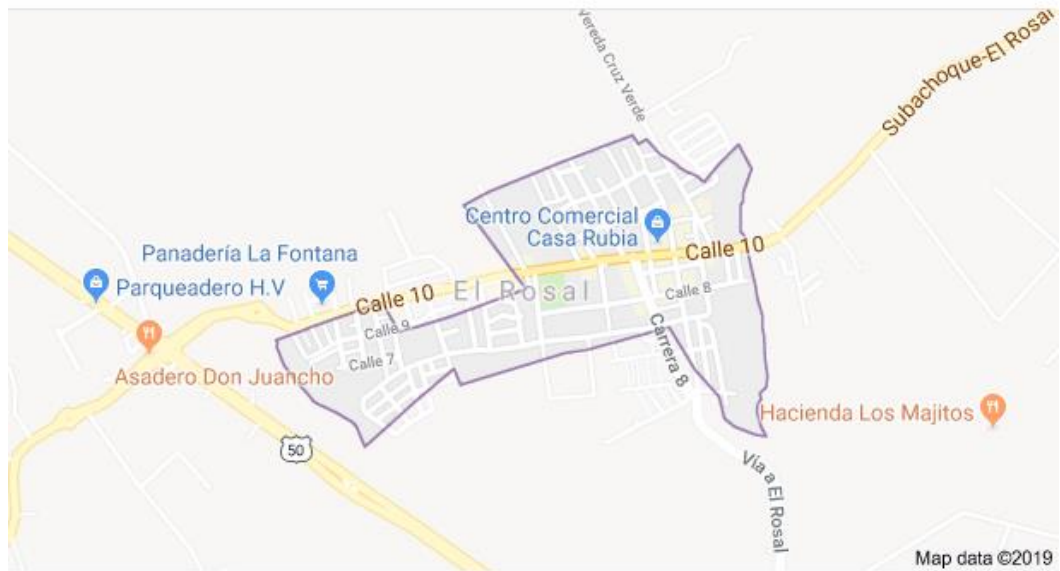 Vereda Cruz Verde
Subachoque-El Rosal
Centro Comercial
Casa Rubia
Calle 10
Panadería La Fontana
Parqueadero H.V
Calle 10
El Rosal
Calle 8
Calle 9
Calle 7
Carrera 8
Asadero Don Juancho
Hacienda Los Majitos
50
Vía a El Rosal
Map data ©2019